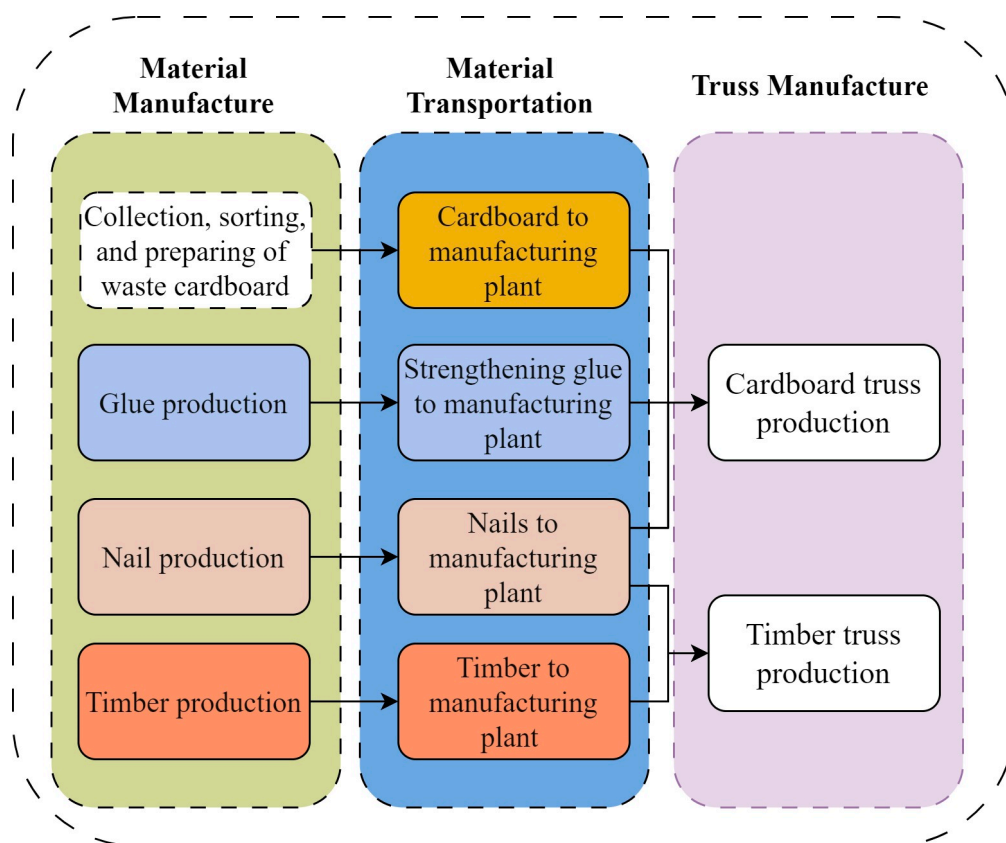 Material
Manufacture
Material
Transportation
Truss Manufacture
Collection, sorting,
and preparing of
waste cardboard
Cardboard to
manufacturing
plant
Glue production
Strengthening glue
to manufacturing
plant
Cardboard truss
production
Nail production
Nails to
manufacturing
plant
Timber production
Timber to
manufacturing
plant
Timber truss
production